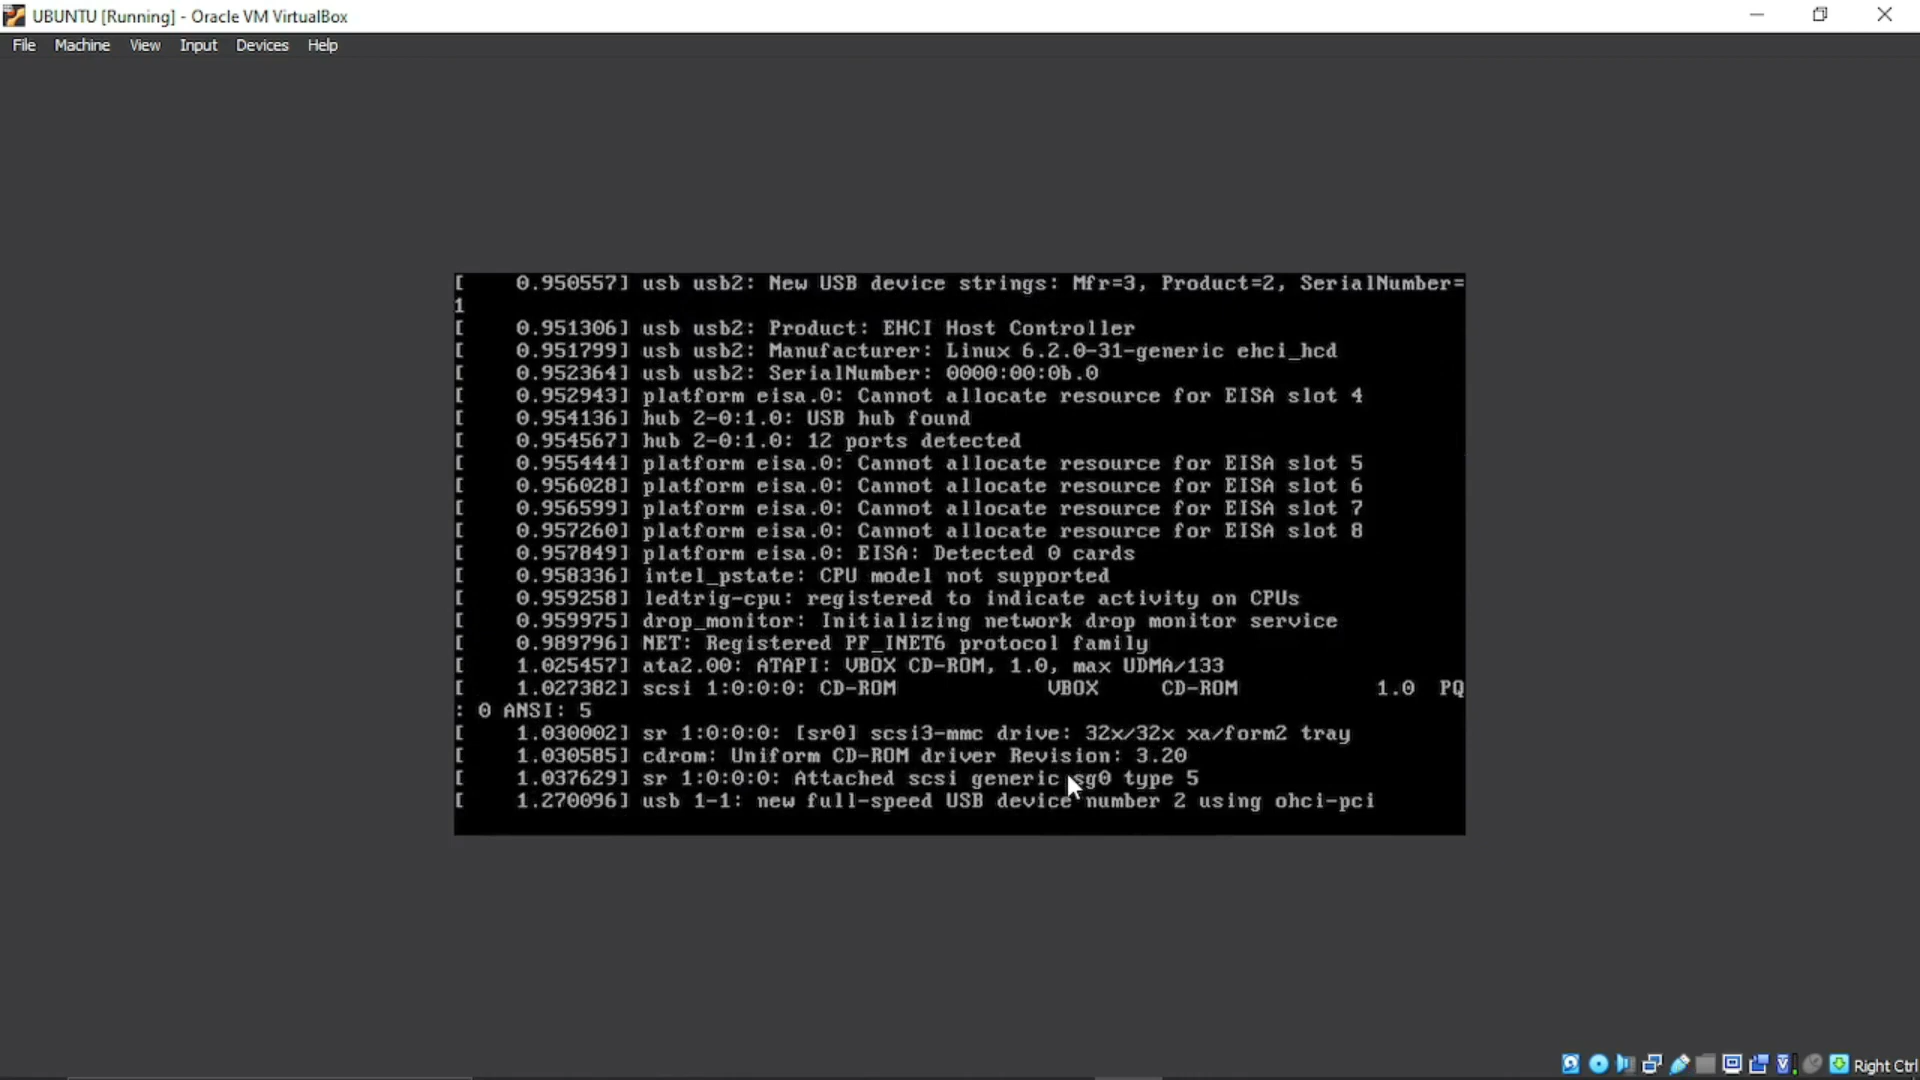 UBUNTU [Running] - Oracle VM VirtualBox
File Machine View Input Devices Help
[    0.950557] usb usb2: New USB device strings: Mfr=3, Product=2, SerialNumber=
1
[    0.951306] usb usb2: Product: EHCI Host Controller
[    0.951799] usb usb2: Manufacturer: Linux 6.2.0-31-generic ehci_hcd
[    0.952364] usb usb2: SerialNumber: 0000:00:0b.0
[    0.952943] platform eisa.0: Cannot allocate resource for EISA slot 4
[    0.954136] hub 2-0:1.0: USB hub found
[    0.954567] hub 2-0:1.0: 12 ports detected
[    0.955444] platform eisa.0: Cannot allocate resource for EISA slot 5
[    0.956028] platform eisa.0: Cannot allocate resource for EISA slot 6
[    0.956599] platform eisa.0: Cannot allocate resource for EISA slot 7
[    0.957260] platform eisa.0: Cannot allocate resource for EISA slot 8
[    0.957849] platform eisa.0: EISA: Detected 0 cards
[    0.958336] intel_pstate: CPU model not supported
[    0.959258] ledtrig-cpu: registered to indicate activity on CPUs
[    0.959975] drop_monitor: Initializing network drop monitor service
[    0.989796] NET: Registered PF_INET6 protocol family
[    1.025457] ata2.00: ATAPI: VBOX CD-ROM, 1.0, max UDMA/133
[    1.027382] scsi 1:0:0:0: CD-ROM            VBOX     CD-ROM           1.0  PQ
: 0 ANSI: 5
[    1.030002] sr 1:0:0:0: [sr0] scsi3-mmc drive: 32x/32x xa/form2 tray
[    1.030585] cdrom: Uniform CD-ROM driver Revision: 3.20
[    1.037629] sr 1:0:0:0: Attached scsi generic sg0 type 5
[    1.270096] usb 1-1: new full-speed USB device number 2 using ohci-pci
Right Ctrl